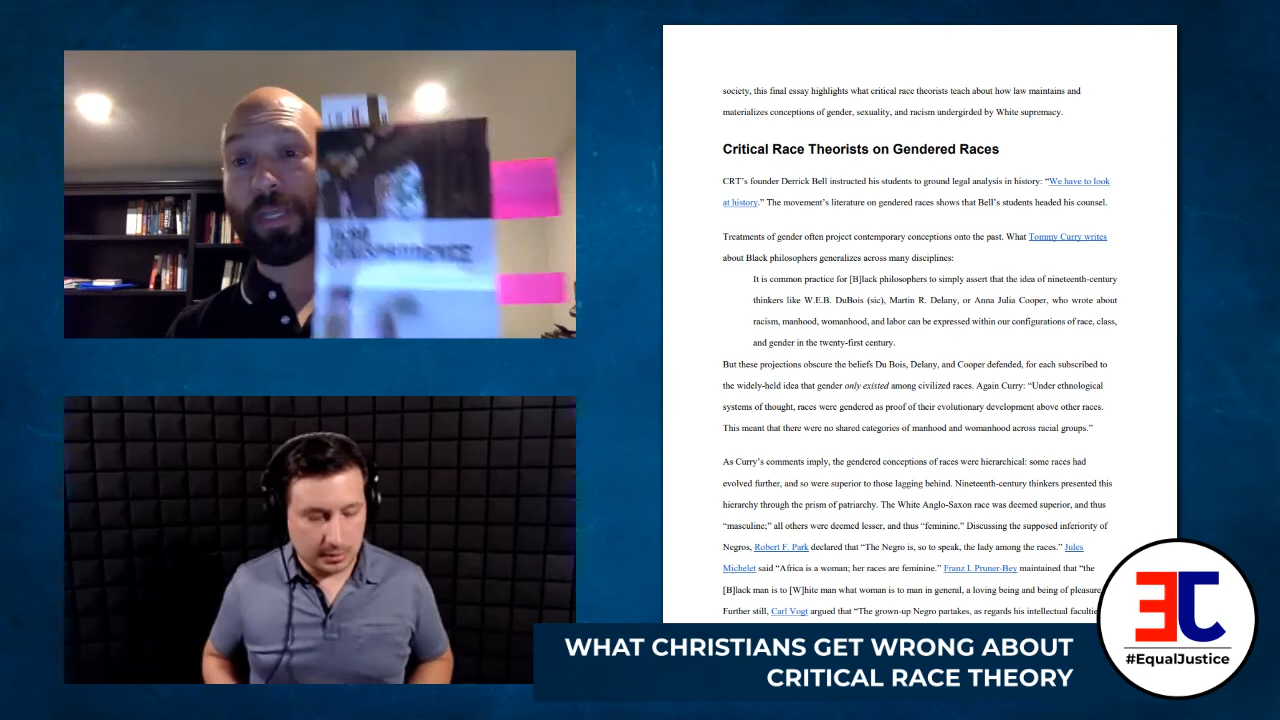 society, this final essay highlights what critical race theorists teach about how law maintains and
materializes conceptions of gender, sexuality, and racism undergirded by White supremacy.
Critical Race Theorists on Gendered Races
CRT's founder Derrick Bell instructed his students to ground legal analysis in history: “We have to look
at history.” The movement's literature on gendered races shows that Bell's students headed his counsel.
Treatments of gender often project contemporary conceptions onto the past. What Tommy Curry writes
about Black philosophers generalizes across many disciplines:
It is common practice for [B]lack philosophers to simply assert that the idea of nineteenth-century
thinkers like W.E.B. DuBois (sic), Martin R. Delany, or Anna Julia Cooper, who wrote about
racism, manhood, womanhood, and labor can be expressed within our configurations of race, class,
and gender in the twenty-first century.
But these projections obscure the beliefs Du Bois, Delany, and Cooper defended, for each subscribed to
the widely-held idea that gender only existed among civilized races. Again Curry: “Under ethnological
systems of thought, races were gendered as proof of their evolutionary development above other races.
This meant that there were no shared categories of manhood and womanhood across racial groups.”
As Curry's comments imply, the gendered conceptions of races were hierarchical: some races had
evolved further, and so were superior to those lagging behind. Nineteenth-century thinkers presented this
hierarchy through the prism of patriarchy. The White Anglo-Saxon race was deemed superior, and thus
“masculine;” all others were deemed lesser, and thus “feminine.” Discussing the supposed inferiority of
Negros, Robert F. Park declared that “The Negro is, so to speak, the lady among the races.” Jules
Michelet said “Africa is a woman; her races are feminine.” Franz I. Pruner-Bey maintained that “the
[B]lack man is to [W]hite man what woman is to man in general, a loving being and being of pleasure
Further still, Carl Vogt argued that “The grown-up Negro partakes, as regards his intellectual facultie
WHAT CHRISTIANS GET WRONG ABOUT
CRITICAL RACE THEORY
EJ
#EqualJustice